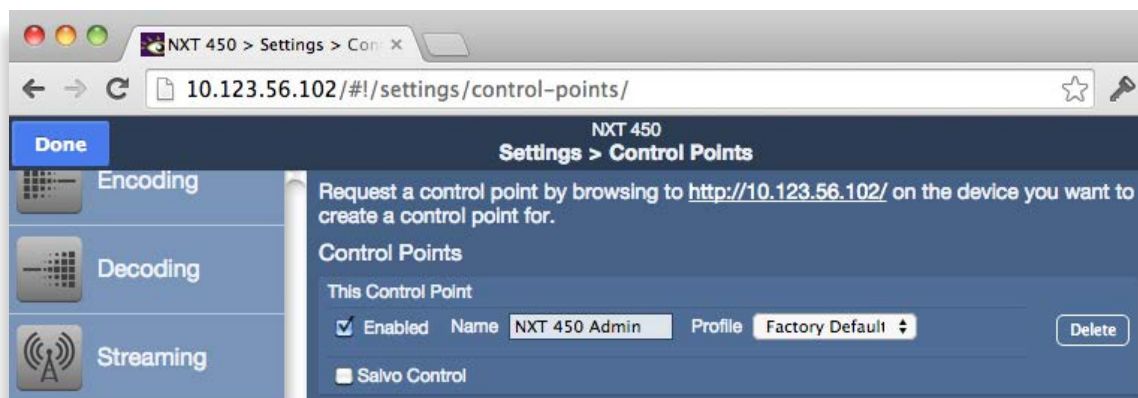 NXT 450 > Settings > Con
10.123.56.102/#!/settings/control-points/
Done
NXT 450
Settings > Control Points
Encoding
Decoding
Streaming
Request a control point by browsing to http://10.123.56.102/ on the device you want to
create a control point for.
Control Points
This Control Point
Enabled Name NXT 450 Admin Profile Factory Default Delete
Salvo Control